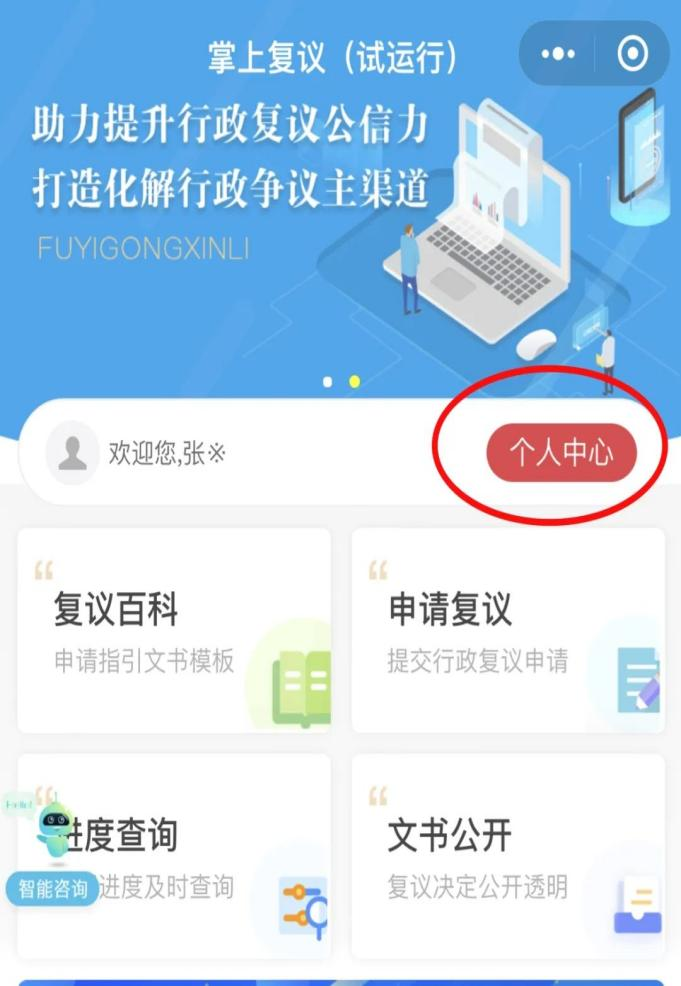 掌上复议（试运行）
助力提升行政复议公信力
打造化解行政争议主渠道
FUYIGONGXINLI
欢迎您,张※
个人中心
复议百科
申请指引文书模板
申请复议
提交行政复议申请
Hello!
进度查询
进度及时查询
智能咨询
文书公开
复议决定公开透明